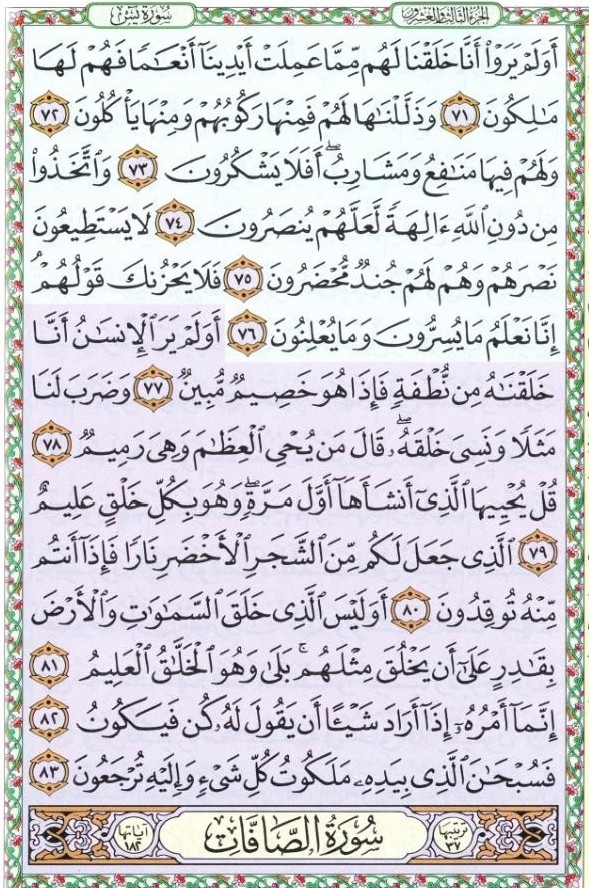 الجزء الثالث والعشرون
سورة يس
أَوَلَمْ يَرَوْا۟ أَنَّا خَلَقْنَا لَهُم مِّمَّا عَمِلَتْ أَيْدِينَآ أَنْعَـٰمًا فَهُمْ لَهَا
مَـٰلِكُونَ ٧١ وَذَلَّلْنَـٰهَا لَهُمْ فَمِنْهَا رَكُوبُهُمْ وَمِنْهَا يَأْكُلُونَ ٧٢
وَلَهُمْ فِيهَا مَنَـٰفِعُ وَمَشَارِبُ ۖ أَفَلَا يَشْكُرُونَ ٧٣ وَٱتَّخَذُوا۟
مِن دُونِ ٱللَّهِ ءَالِهَةً لَّعَلَّهُمْ يُنصَرُونَ ٧٤ لَا يَسْتَطِيعُونَ
نَصْرَهُمْ وَهُمْ لَهُمْ جُندٌ مُّحْضَرُونَ ٧٥ فَلَا يَحْزُنكَ قَوْلُهُمْ ۘ
إِنَّا نَعْلَمُ مَا يُسِرُّونَ وَمَا يُعْلِنُونَ ٧٦ أَوَلَمْ يَرَ ٱلْإِنسَـٰنُ أَنَّا
خَلَقْنَـٰهُ مِن نُّطْفَةٍ فَإِذَا هُوَ خَصِيمٌ مُّبِينٌ ٧٧ وَضَرَبَ لَنَا
مَثَلًا وَنَسِىَ خَلْقَهُۥ ۖ قَالَ مَن يُحْىِ ٱلْعِظَـٰمَ وَهِىَ رَمِيمٌ ٧٨
قُلْ يُحْيِيهَا ٱلَّذِىٓ أَنشَأَهَآ أَوَّلَ مَرَّةٍ ۖ وَهُوَ بِكُلِّ خَلْقٍ عَلِيمٌ
٧٩ ٱلَّذِى جَعَلَ لَكُم مِّنَ ٱلشَّجَرِ ٱلْأَخْضَرِ نَارًا فَإِذَآ أَنتُم
مِّنْهُ تُوقِدُونَ ٨٠ أَوَلَيْسَ ٱلَّذِى خَلَقَ ٱلسَّمَـٰوَٰتِ وَٱلْأَرْضَ
بِقَـٰدِرٍ عَلَىٰٓ أَن يَخْلُقَ مِثْلَهُم ۚ بَلَىٰ وَهُوَ ٱلْخَلَّـٰقُ ٱلْعَلِيمُ ٨١
إِنَّمَآ أَمْرُهُۥٓ إِذَآ أَرَادَ شَيْـًٔا أَن يَقُولَ لَهُۥ كُن فَيَكُونُ ٨٢
فَسُبْحَـٰنَ ٱلَّذِى بِيَدِهِۦ مَلَكُوتُ كُلِّ شَىْءٍ وَإِلَيْهِ تُرْجَعُونَ ٨٣
ترتيبها ٣٧ سُورَةُ الصَّافَّات آياتها ١٨٢